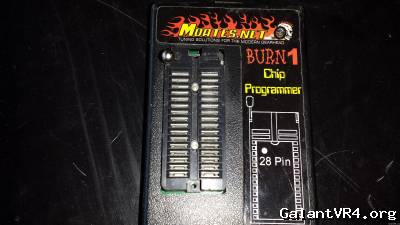 MOATES.NET
TUNING SOLUTIONS FOR THE MODERN GEARHEAD
BURN1
Chip
Programmer
28 Pin
GalantVR4.org